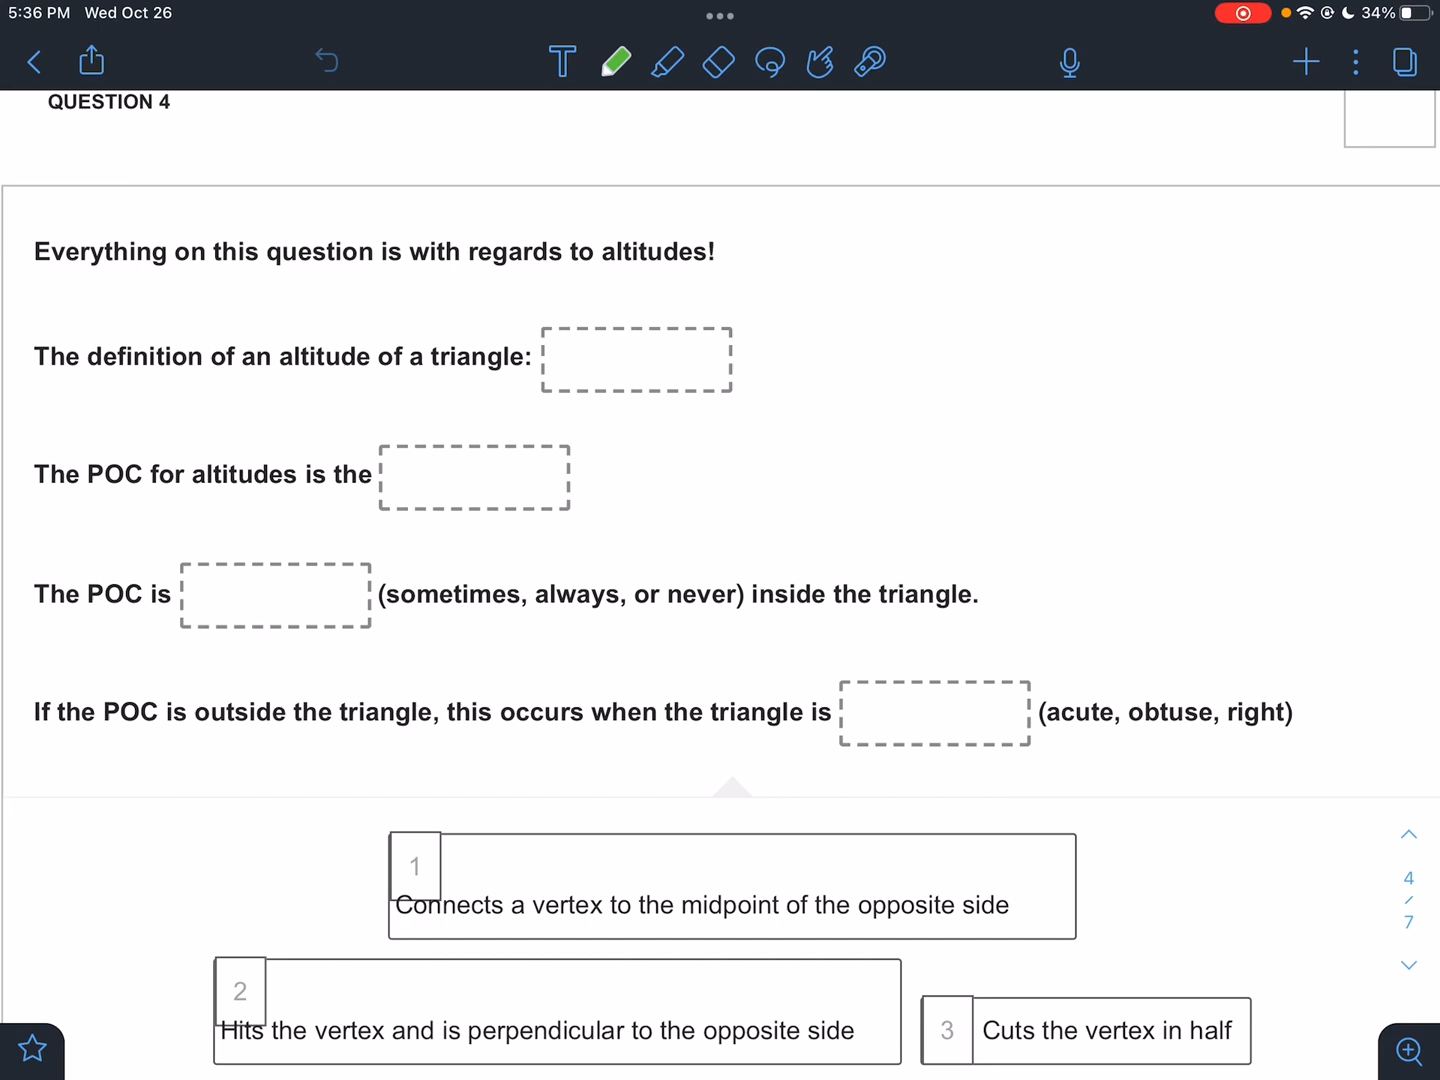 5:36 PM Wed Oct 26
34%
QUESTION 4
Everything on this question is with regards to altitudes!
The definition of an altitude of a triangle:
The POC for altitudes is the
The POC is (sometimes, always, or never) inside the triangle.
If the POC is outside the triangle, this occurs when the triangle is (acute, obtuse, right)
1
Connects a vertex to the midpoint of the opposite side
4
/
7
2
Hits the vertex and is perpendicular to the opposite side
3 Cuts the vertex in half